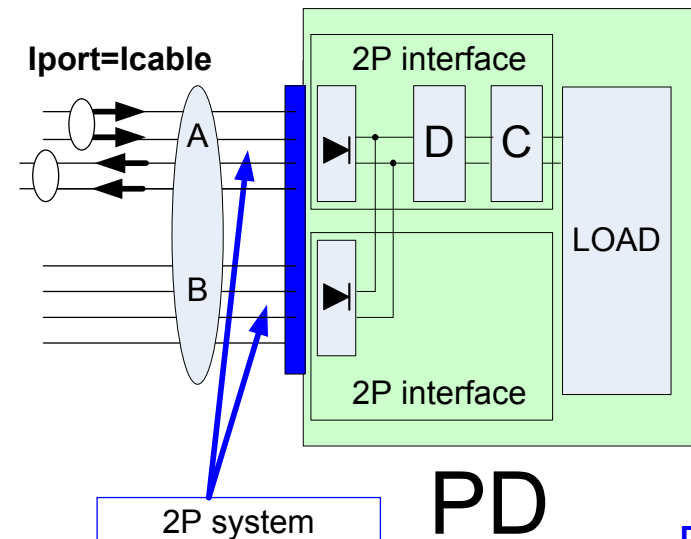 Iport=Icable
2P interface
A
D
C
LOAD
B
2P interface
2P system
PD